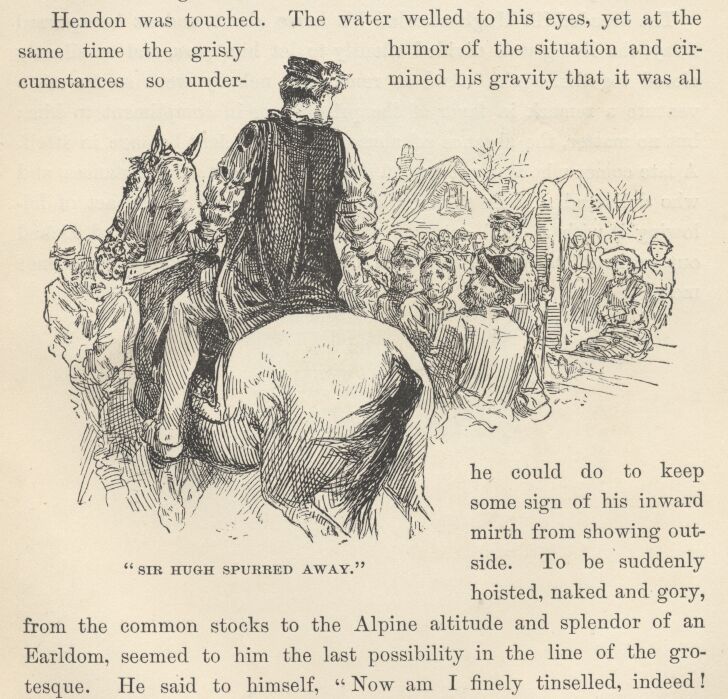 Hendon was touched. The water welled to his eyes, yet at the
same time the grisly humor of the situation and cir-
cumstances so under- mined his gravity that it was all
he could do to keep
some sign of his inward
mirth from showing out-
side. To be suddenly
hoisted, naked and gory,
"SIR HUGH SPURRED AWAY."
from the common stocks to the Alpine altitude and splendor of an
Earldom, seemed to him the last possibility in the line of the gro-
tesque. He said to himself, "Now am I finely tinselled, indeed!